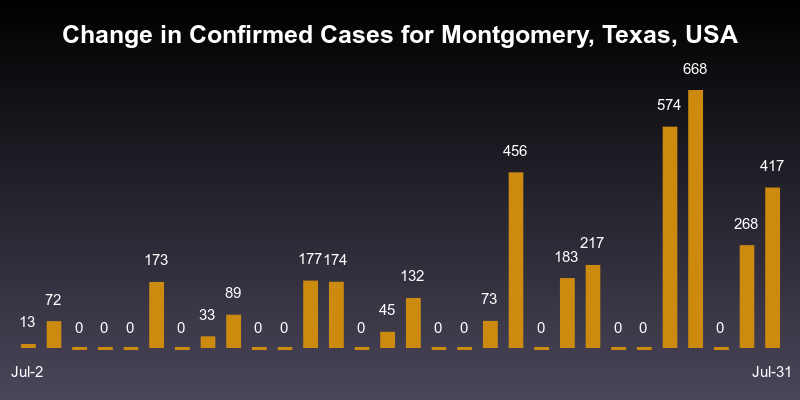 Change in Confirmed Cases for Montgomery, Texas, USA
13 72 0 0 0 173 0 33 89 0 0 177 174 0 45 132 0 0 73 456 0 183 217 0 0 574 668 0 268 417
Jul-2 Jul-31